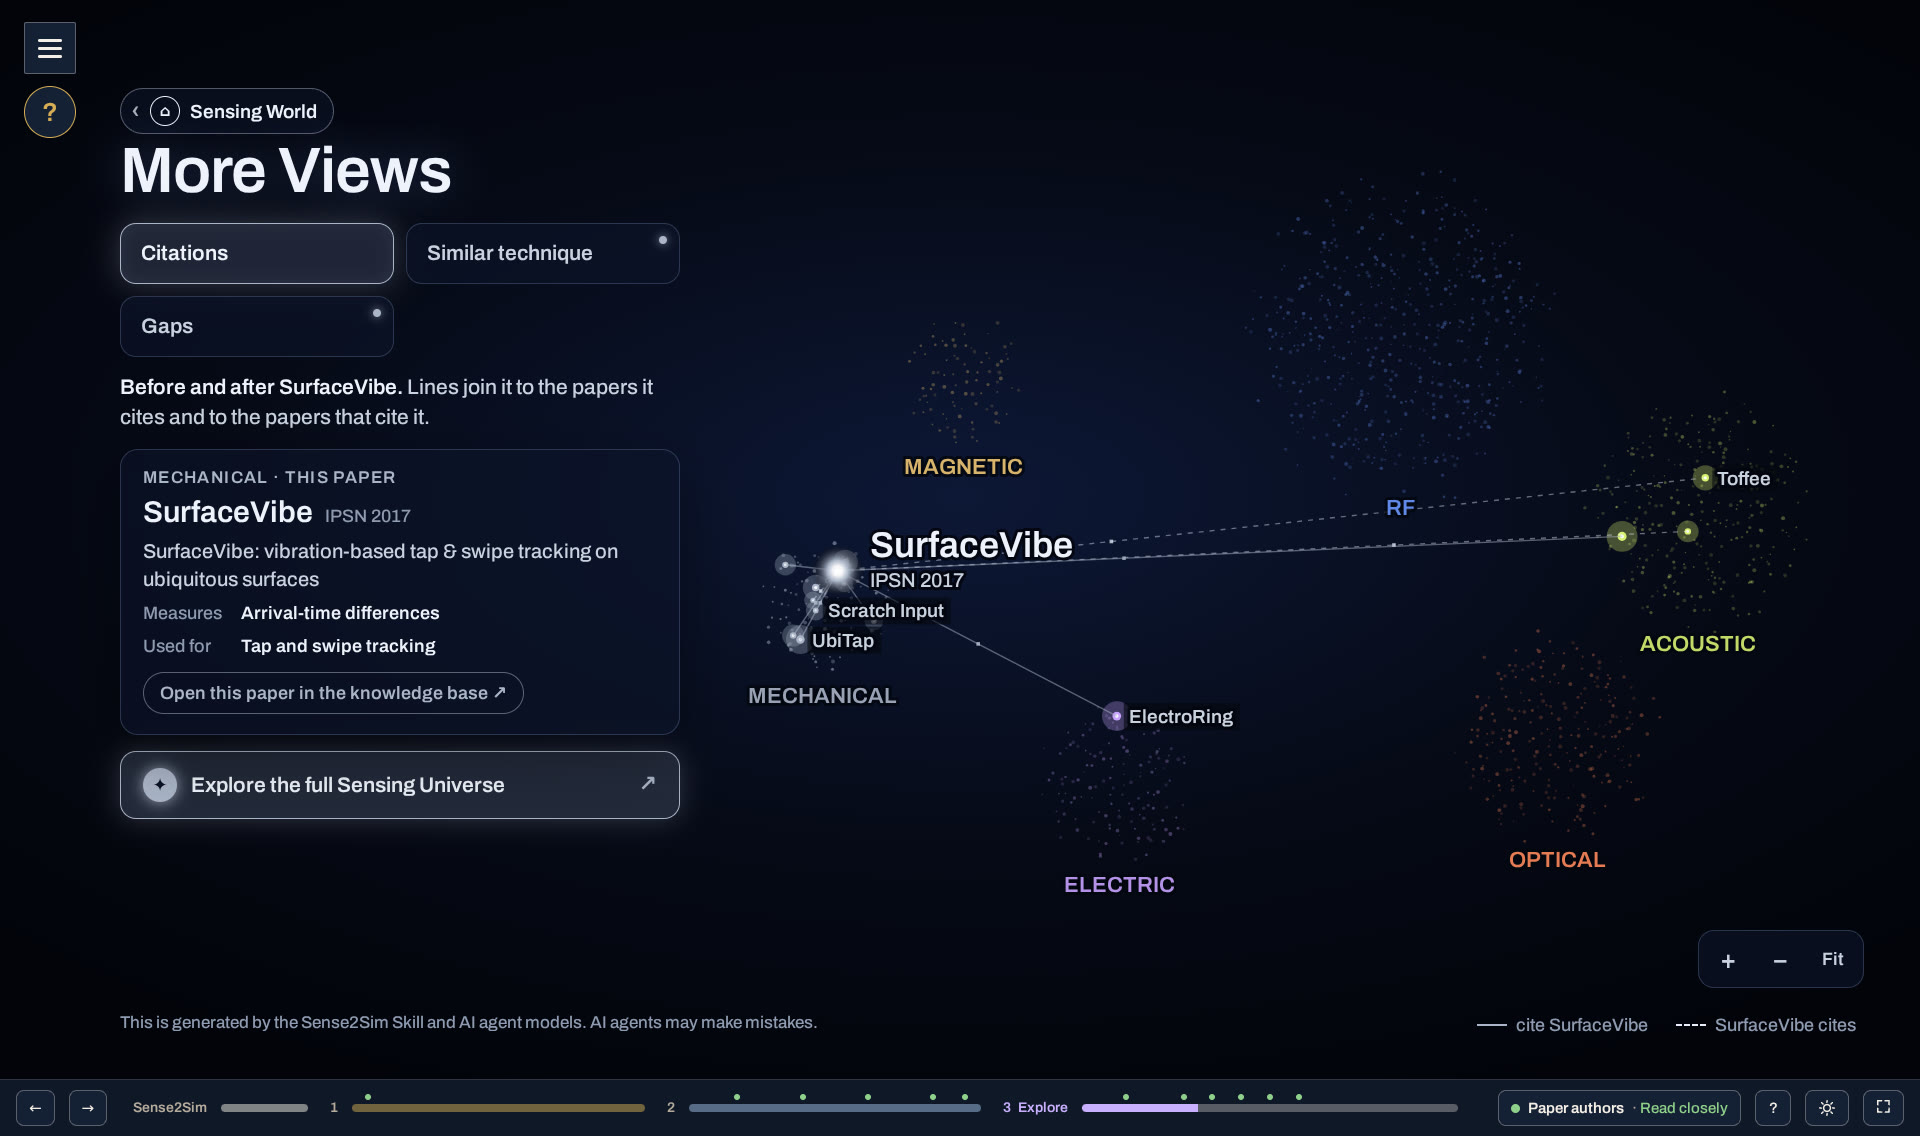 ?
‹ Sensing World
More Views
Citations
Similar technique
Gaps
Before and after SurfaceVibe. Lines join it to the papers it
cites and to the papers that cite it.
MECHANICAL · THIS PAPER
SurfaceVibe IPSN 2017
SurfaceVibe: vibration-based tap & swipe tracking on
ubiquitous surfaces
Measures Arrival-time differences
Used for Tap and swipe tracking
Open this paper in the knowledge base ↗
Explore the full Sensing Universe ↗
MAGNETIC
RF
Toffee
SurfaceVibe
IPSN 2017
Scratch Input
UbiTap
ACOUSTIC
MECHANICAL
ElectroRing
OPTICAL
ELECTRIC
+ − Fit
This is generated by the Sense2Sim Skill and AI agent models. AI agents may make mistakes.
cite SurfaceVibe SurfaceVibe cites
← → Sense2Sim 1 2 3 Explore Paper authors · Read closely ?